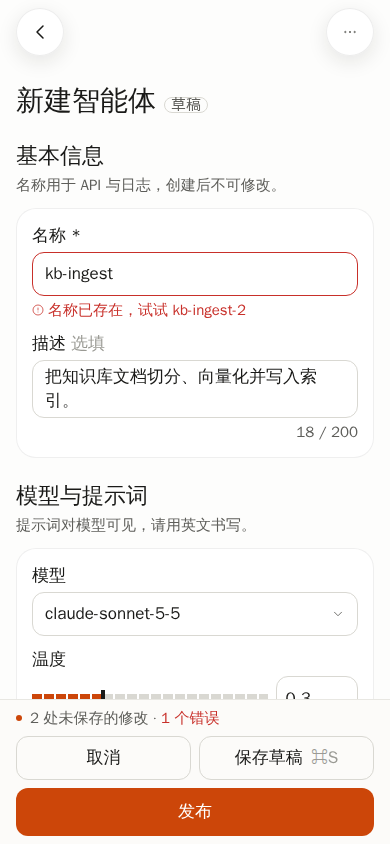 新建智能体 草稿
基本信息
名称用于 API 与日志，创建后不可修改。
名称 *
kb-ingest
名称已存在，试试 kb-ingest-2
描述 选填
把知识库文档切分、向量化并写入索
引。
18 / 200
模型与提示词
提示词对模型可见，请用英文书写。
模型
claude-sonnet-5-5
温度
0.3
2 处未保存的修改 · 1 个错误
取消
保存草稿 ⌘S
发布